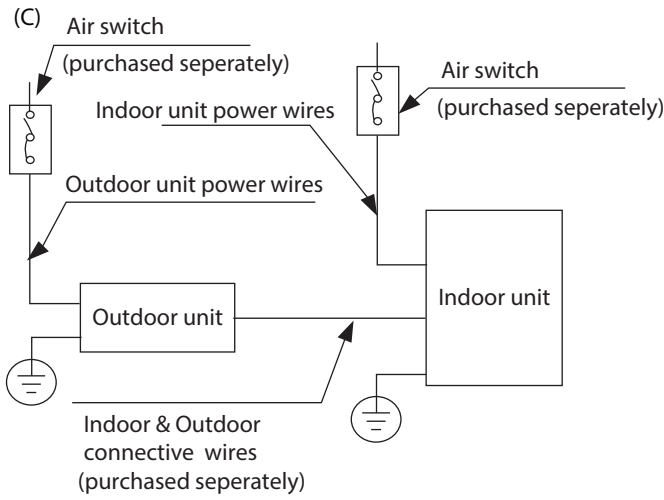 (C)
Air switch
(purchased seperately)
Air switch
(purchased seperately)
Indoor unit power wires
Outdoor unit power wires
Outdoor unit
Indoor unit
Indoor & Outdoor
connective wires
(purchased seperately)